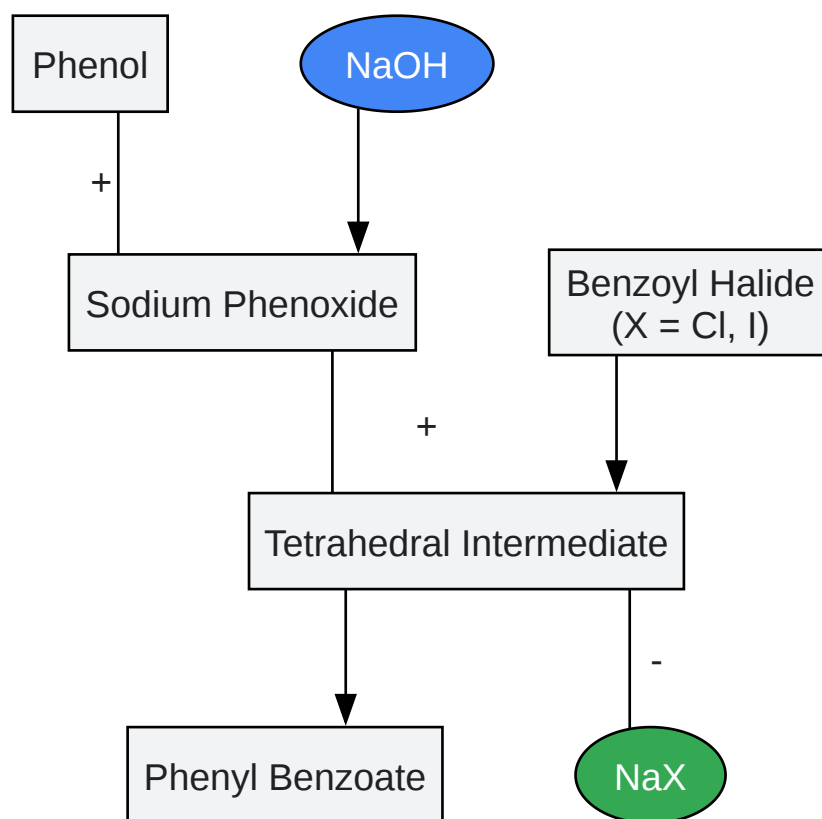 Phenol
NaOH
+
Sodium Phenoxide
Benzoyl Halide
(X = Cl, I)
+
Tetrahedral Intermediate
-
Phenyl Benzoate
NaX